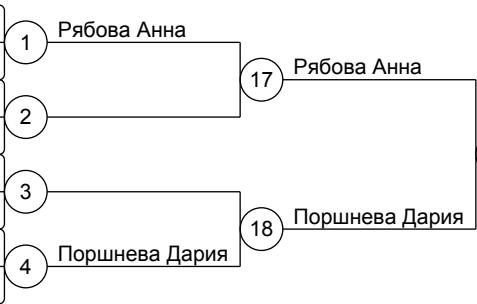 1 Рябова Анна
17 Рябова Анна
2
3
18 Поршнева Дария
4 Поршнева Дария